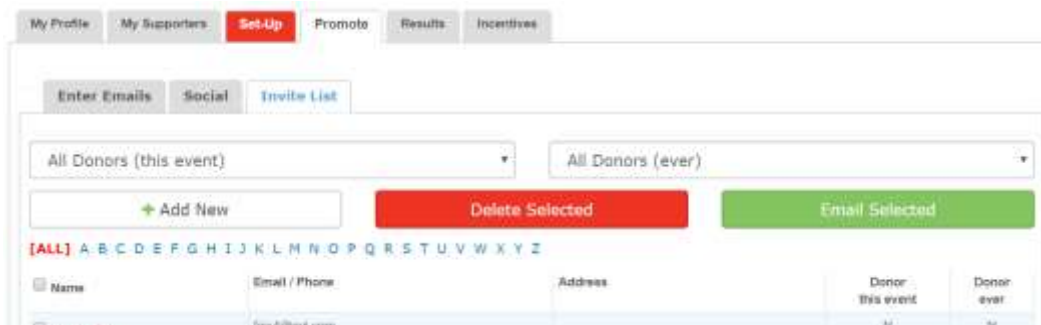 My Profile My Supporters Set-Up Promote Results Incentives
Enter Emails Social Invite List
All Donors (this event) All Donors (ever)
+ Add New Delete Selected Email Selected
[ALL] A B C D E F G H I J K L M N O P Q R S T U V W X Y Z
Name Email / Phone Address Donor this event Donor ever